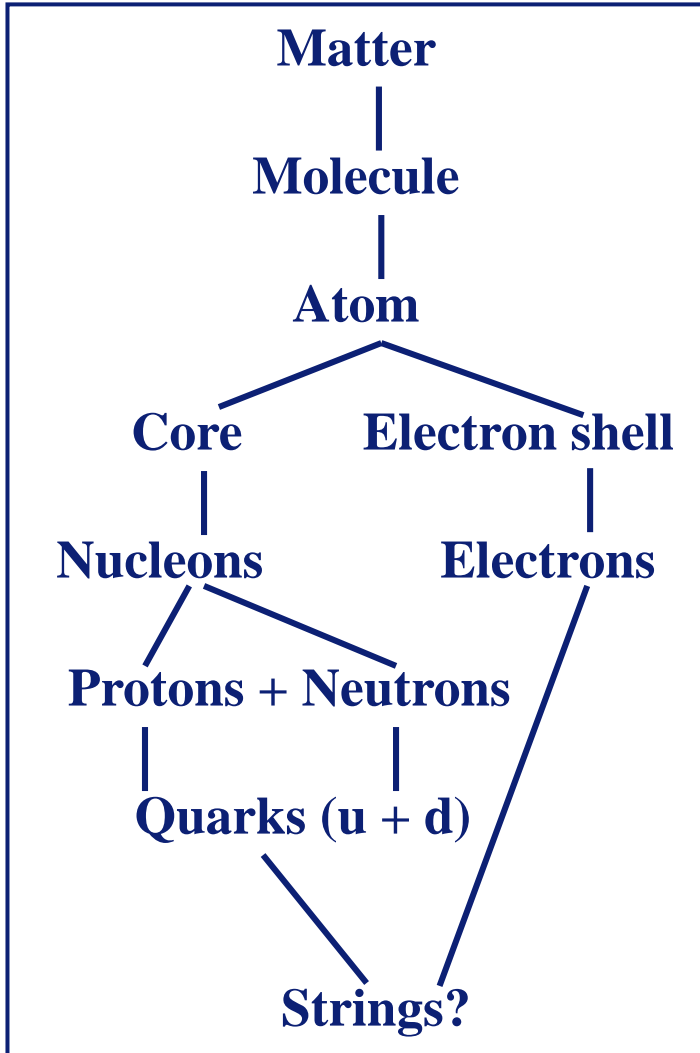 Matter
Molecule
Atom
Core Electron shell
Nucleons Electrons
Protons + Neutrons
Quarks (u + d)
Strings?